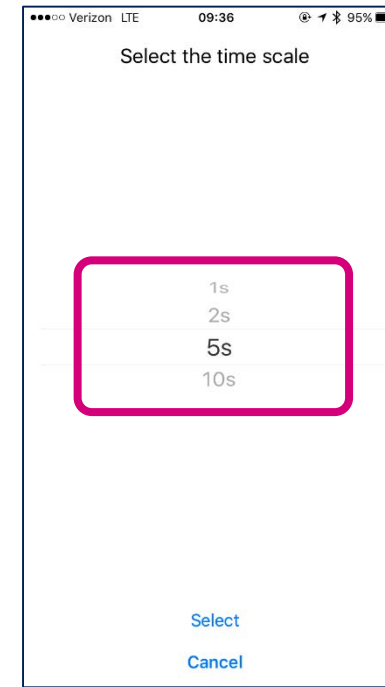 Verizon LTE 09:36 95%
Select the time scale
1s
2s
5s
10s
Select
Cancel